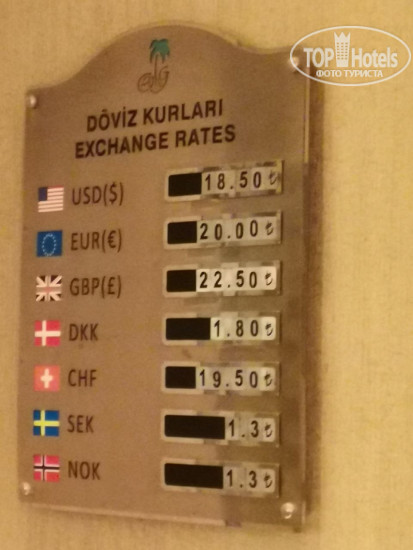 TOP Hotels
ФОТО ТУРИСТА
DÖVİZ KURLARI
EXCHANGE RATES
USD($) 18.50₺
EUR(€) 20.00₺
GBP(£) 22.50₺
DKK 1.80₺
CHF 19.50₺
SEK 1.3₺
NOK 1.3₺